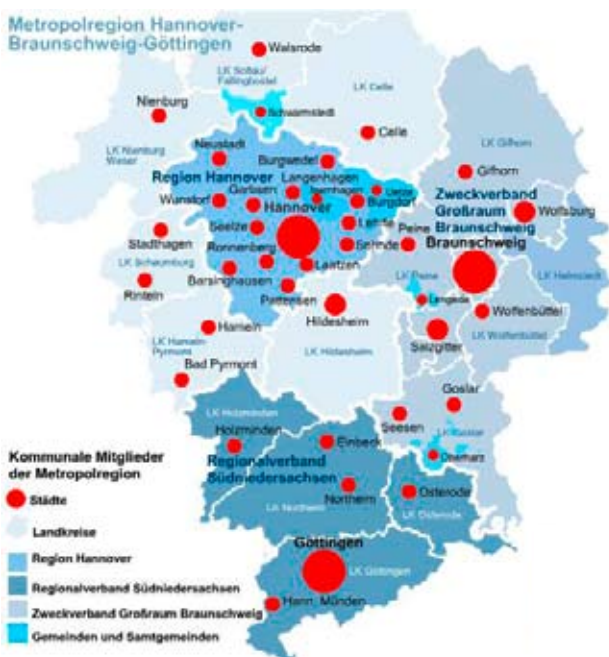 Metropolregion Hannover-
Braunschweig-Göttingen
Walsrode
LK Soltau/
Fallingbostel
LK Celle
Nienburg
Schwarmstedt
Celle
LK Gifhorn
LK Nienburg
Weser
Neustadt
Burgwedel
Gifhorn
Region Hannover
Langenhagen
Garbsen
Isernhagen
Uetze
Zweckverband
Großraum
Braunschweig
Wunstorf
Hannover
Burgdorf
Wolfsburg
Lehrte
Peine
Stadthagen
Seelze
Sehnde
Braunschweig
Ronnenberg
LK Schaumburg
Laatzen
LK Peine
LK Helmstedt
Barsinghausen
Rinteln
Pattensen
Lengede
Wolfenbüttel
Hameln
Hildesheim
Salzgitter
LK Wolfenbüttel
LK Hameln-
Pyrmont
LK Hildesheim
Bad Pyrmont
Goslar
LK Holzminden
Seesen
LK Goslar
Holzminden
Einbeck
Oberharz
Kommunale Mitglieder
der Metropolregion
Regionalverband
Südniedersachsen
Städte
Northeim
Osterode
LK Northeim
LK Osterode
Landkreise
Göttingen
Region Hannover
LK Göttingen
Regionalverband Südniedersachsen
Hann. Münden
Zweckverband Großraum Braunschweig
Gemeinden und Samtgemeinden